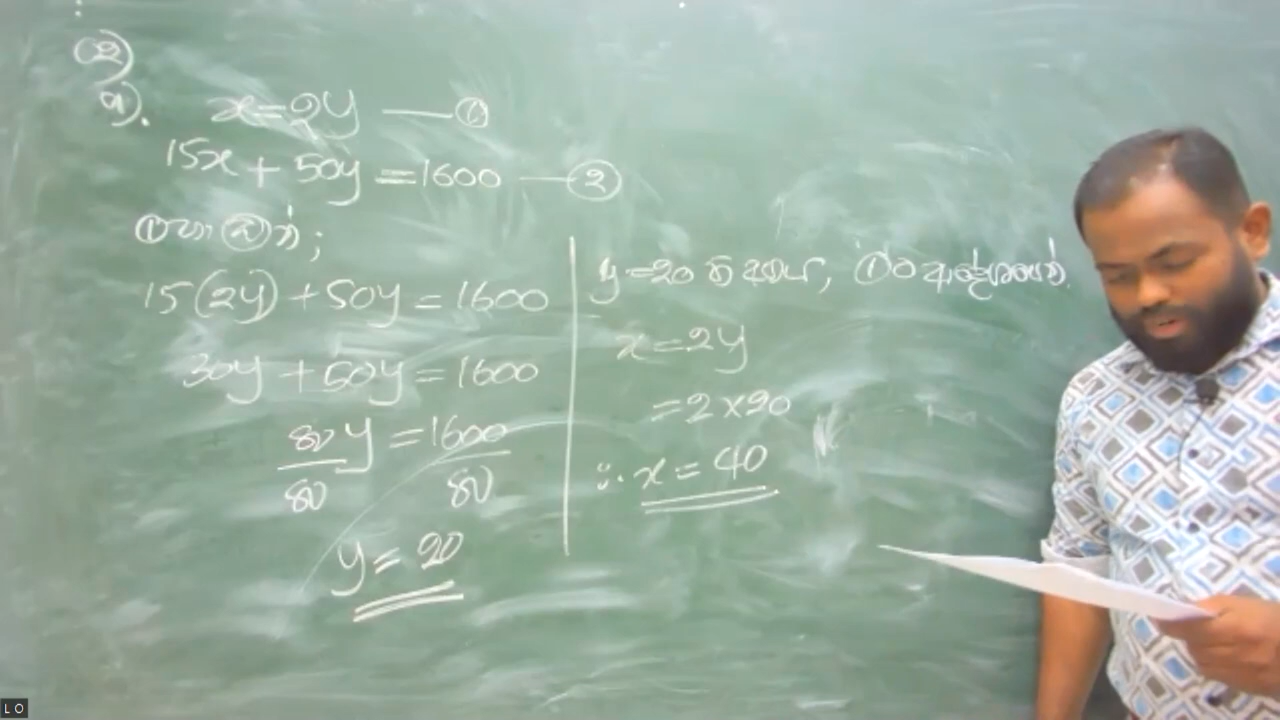 ②
a).
x = 2y — ①
15x + 50y = 1600 — ②
① හා ② න් ;
15(2y) + 50y = 1600
30y + 50y = 1600
80y = 1600
80 80
y = 20
y = 20 ආදේශයෙන්.
x = 2y
= 2 × 20
∴ x = 40
LO